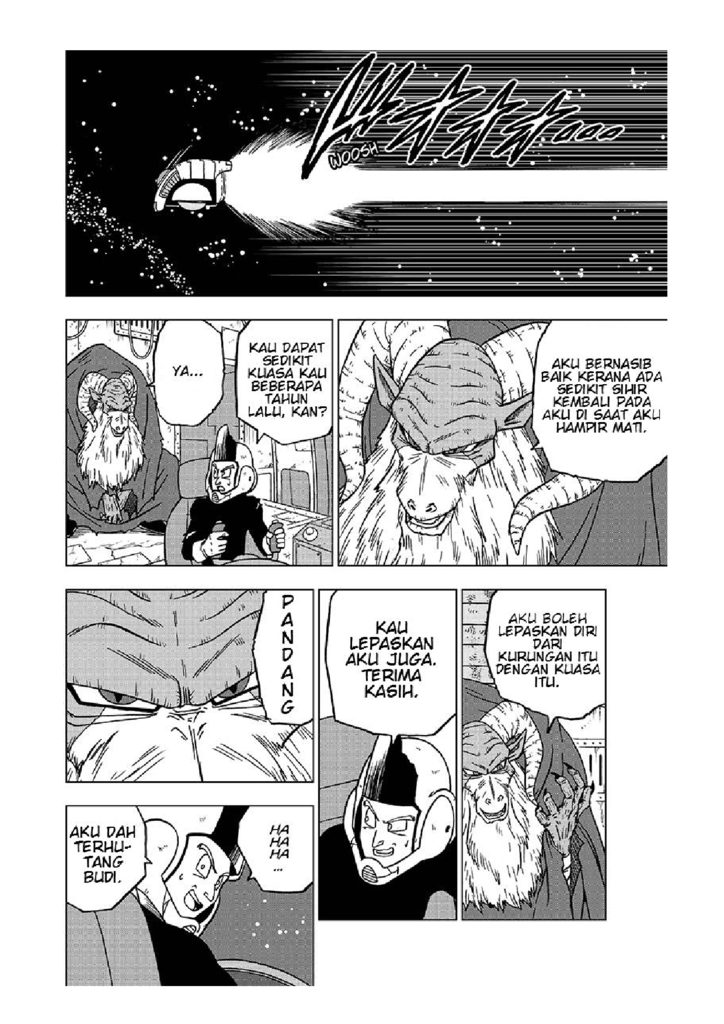 WOOSH
AKU BERNASIB
BAIK KERANA ADA
SEDIKIT SIHIR
KEMBALI PADA
AKU DI SAAT AKU
HAMPIR MATI.
KAU DAPAT
SEDIKIT
KUASA KAU
BEBERAPA
TAHUN
LALU, KAN?
YA...
AKU BOLEH
LEPASKAN DIRI
DARI
KURUNGAN ITU
DENGAN KUASA
ITU.
KAU
LEPASKAN
AKU JUGA.
TERIMA
KASIH.
PANDANG
HA
HA
HA
...
AKU DAH
TERHU-
TANG
BUDI.